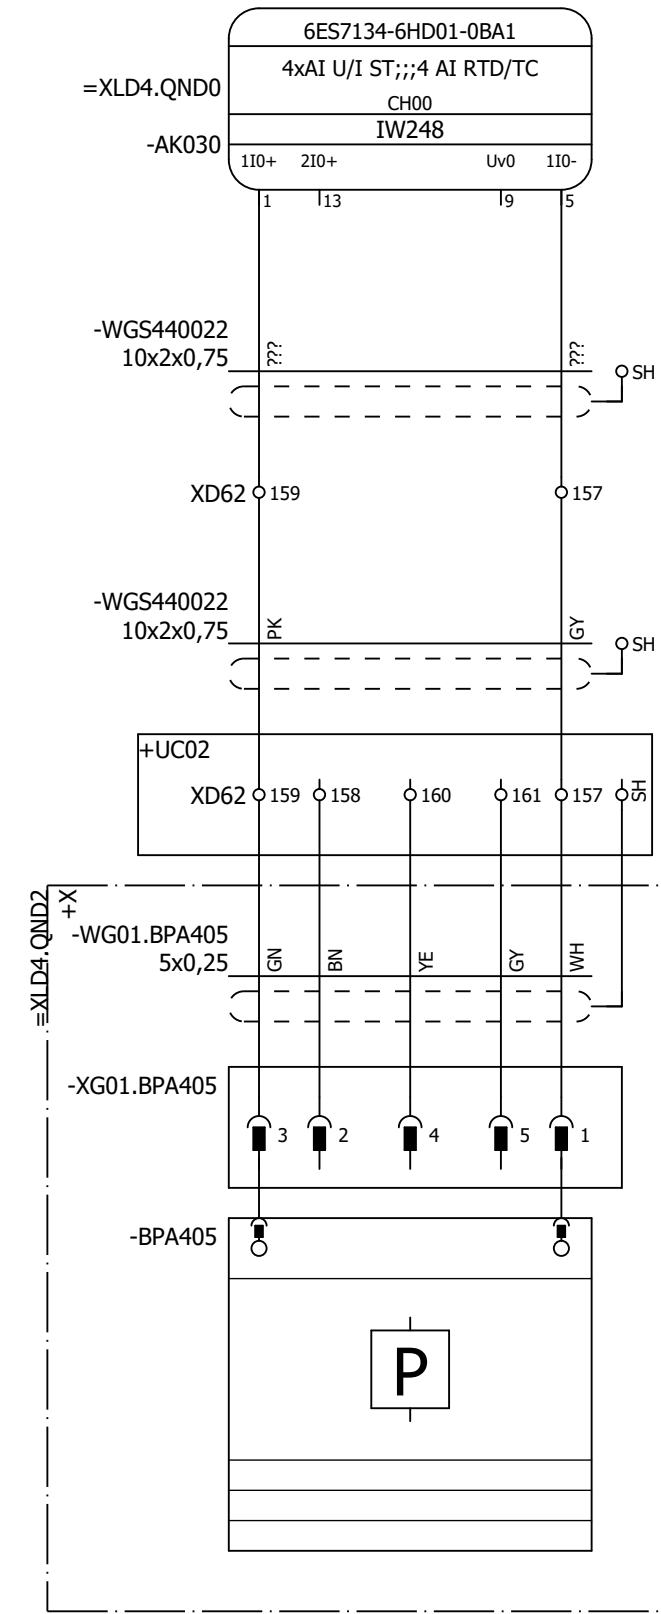 6ES7134-6HD01-0BA1
4xAI U/I ST;;;4 AI RTD/TC
=XLD4.QND0
CH00
IW248
-AK030
1I0+ 2I0+ Uv0 1I0-
1 13 9 5
-WGS440022
10x2x0,75 ??? ???
SH
XD62 159 157
-WGS440022
10x2x0,75 PK GY
SH
+UC02
XD62 159 158 160 161 157 SH
=XLD4.QND2
+X
-WG01.BPA405
5x0,25 GN BN YE GY WH
-XG01.BPA405
3 2 4 5 1
-BPA405
P